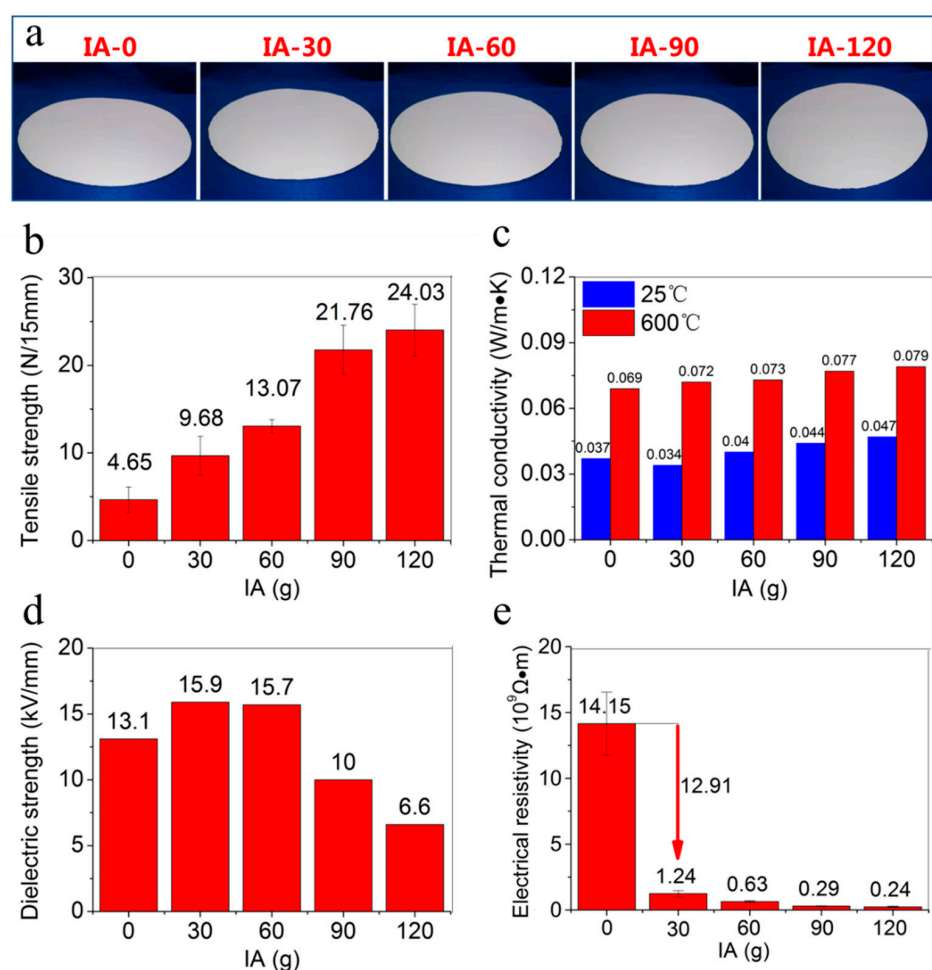 a
IA-0 IA-30 IA-60 IA-90 IA-120
b
Tensile strength (N/15mm)
30
20
10
0
4.65
9.68
13.07
21.76
24.03
0 30 60 90 120
IA (g)
c
Thermal conductivity (W/m•K)
0.12
0.09
0.06
0.03
0.00
25℃
600℃
0.037
0.069
0.034
0.072
0.04
0.073
0.044
0.077
0.047
0.079
0 30 60 90 120
IA (g)
d
Dielectric strength (kV/mm)
20
15
10
5
0
13.1
15.9
15.7
10
6.6
0 30 60 90 120
IA (g)
e
Electrical resistivity (10⁹Ω•m)
20
15
10
5
0
14.15
12.91
1.24
0.63
0.29
0.24
0 30 60 90 120
IA (g)